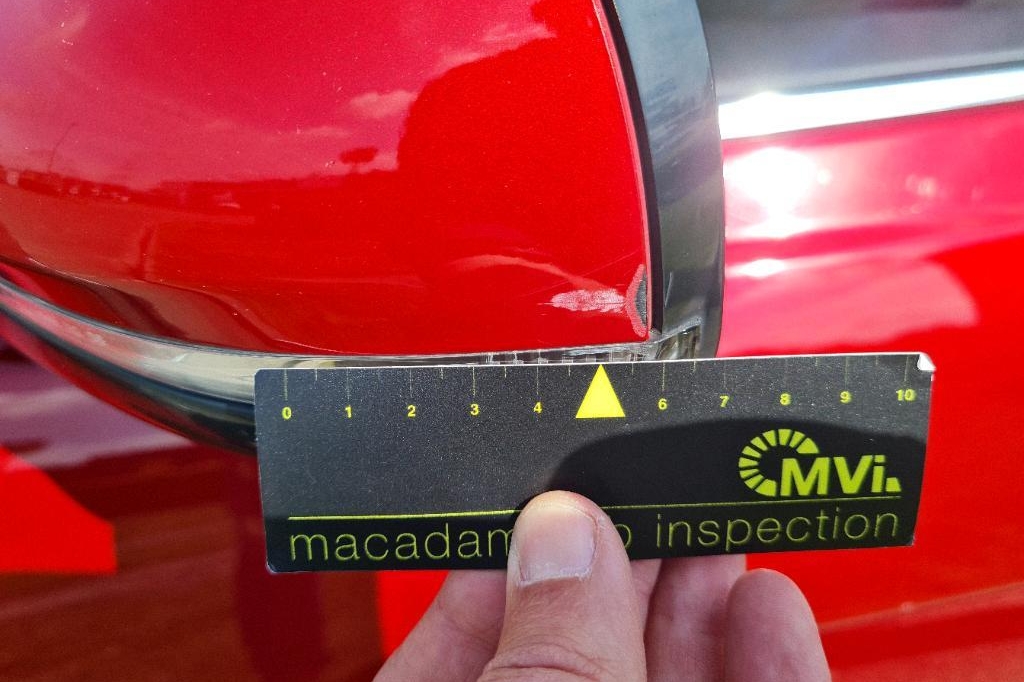 0 1 2 3 4 6 7 8 9 10
MVi.
macadam inspection